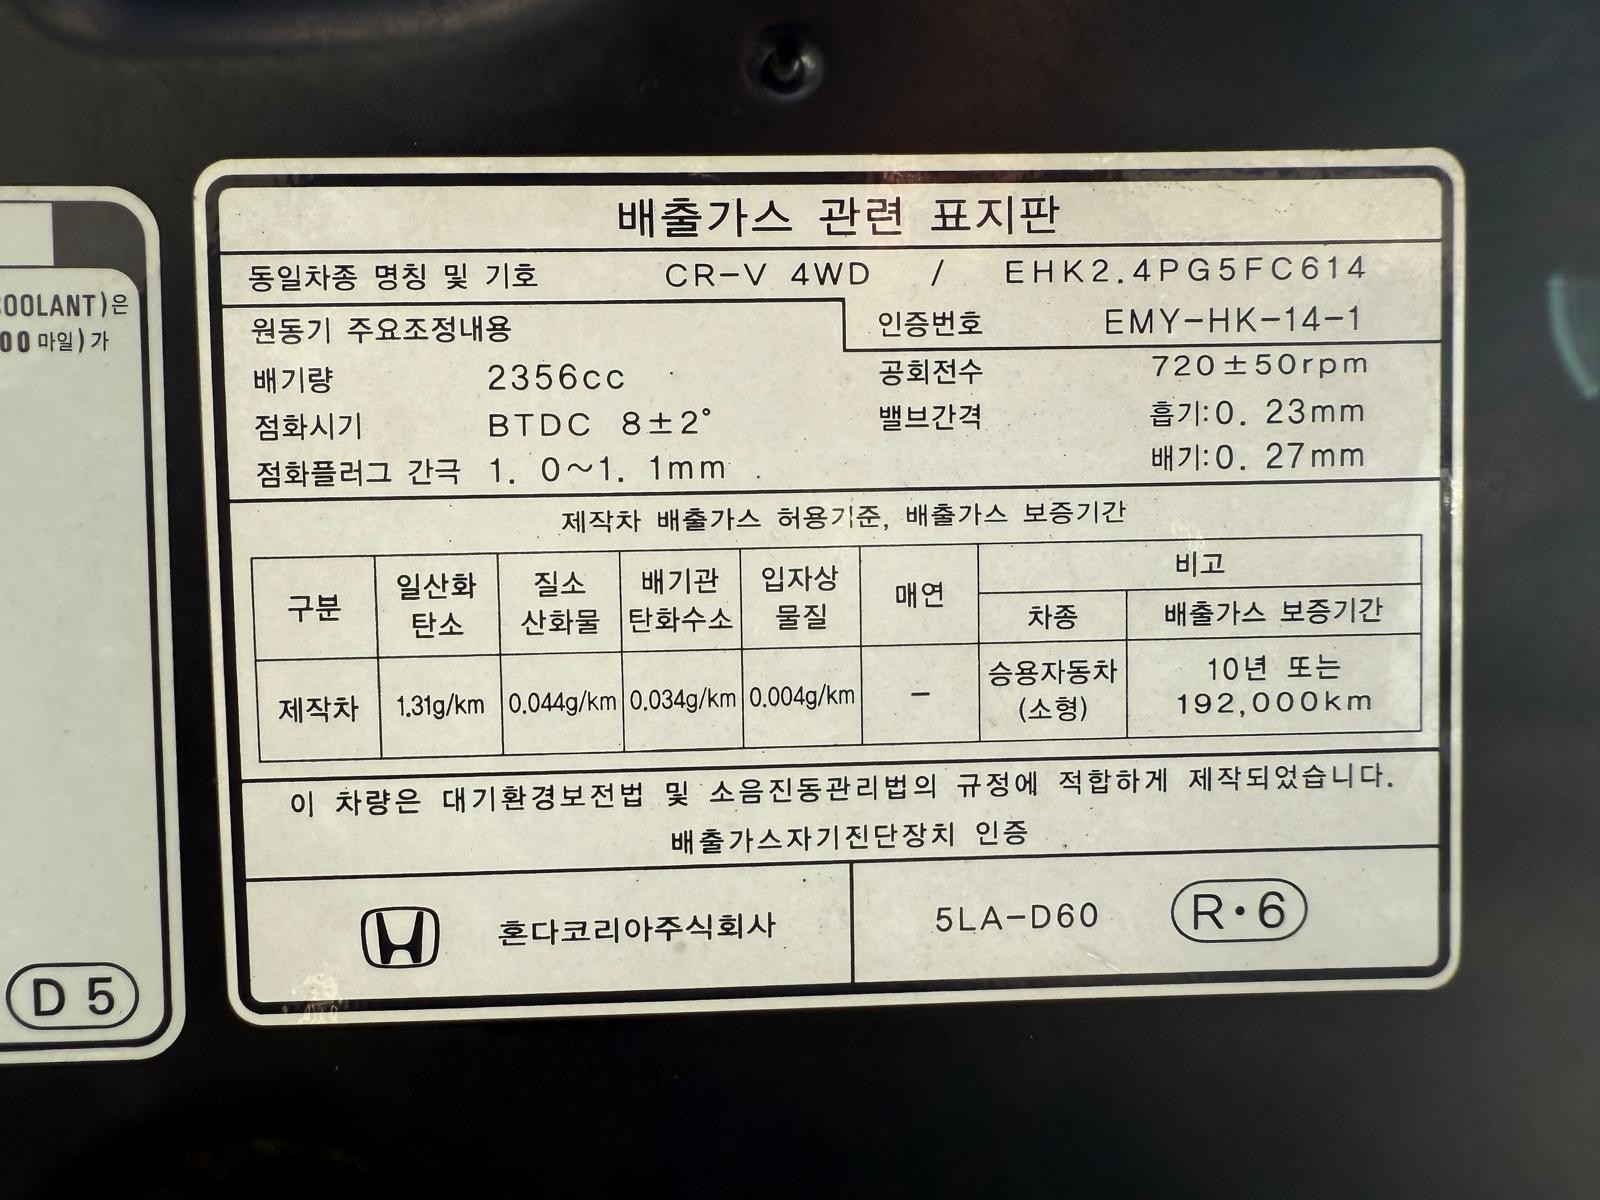 COOLANT)은
00 마일)가
D 5
배출가스 관련 표지판
동일차종 명칭 및 기호 CR-V 4WD / EHK2.4PG5FC614
원동기 주요조정내용
인증번호 EMY-HK-14-1
배기량 2356cc
공회전수 720±50rpm
점화시기 BTDC 8±2°
밸브간격 흡기:0. 23mm
점화플러그 간극 1. 0~1. 1mm
배기:0. 27mm
제작차 배출가스 허용기준, 배출가스 보증기간
구분 일산화탄소 질소산화물 배기관탄화수소 입자상물질 매연 비고
차종 배출가스 보증기간
제작차 1.31g/km 0.044g/km 0.034g/km 0.004g/km - 승용자동차(소형) 10년 또는 192,000km
이 차량은 대기환경보전법 및 소음진동관리법의 규정에 적합하게 제작되었습니다.
배출가스자기진단장치 인증
혼다코리아주식회사 5LA-D60 R·6